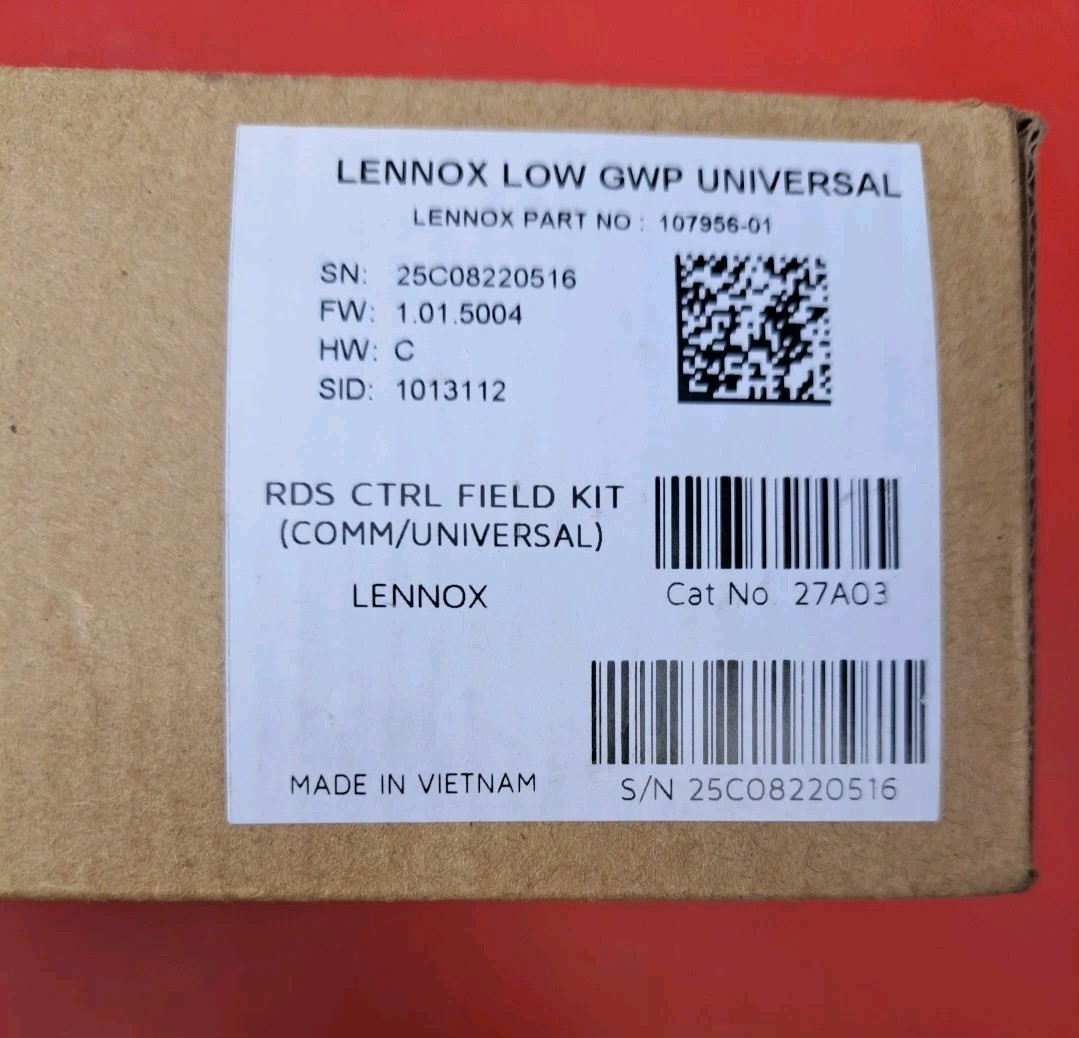 LENNOX LOW GWP UNIVERSAL
LENNOX PART NO : 107956-01
SN: 25C08220516
FW: 1.01.5004
HW: C
SID: 1013112
RDS CTRL FIELD KIT
(COMM/UNIVERSAL)
LENNOX
Cat No. 27A03
MADE IN VIETNAM
S/N 25C08220516